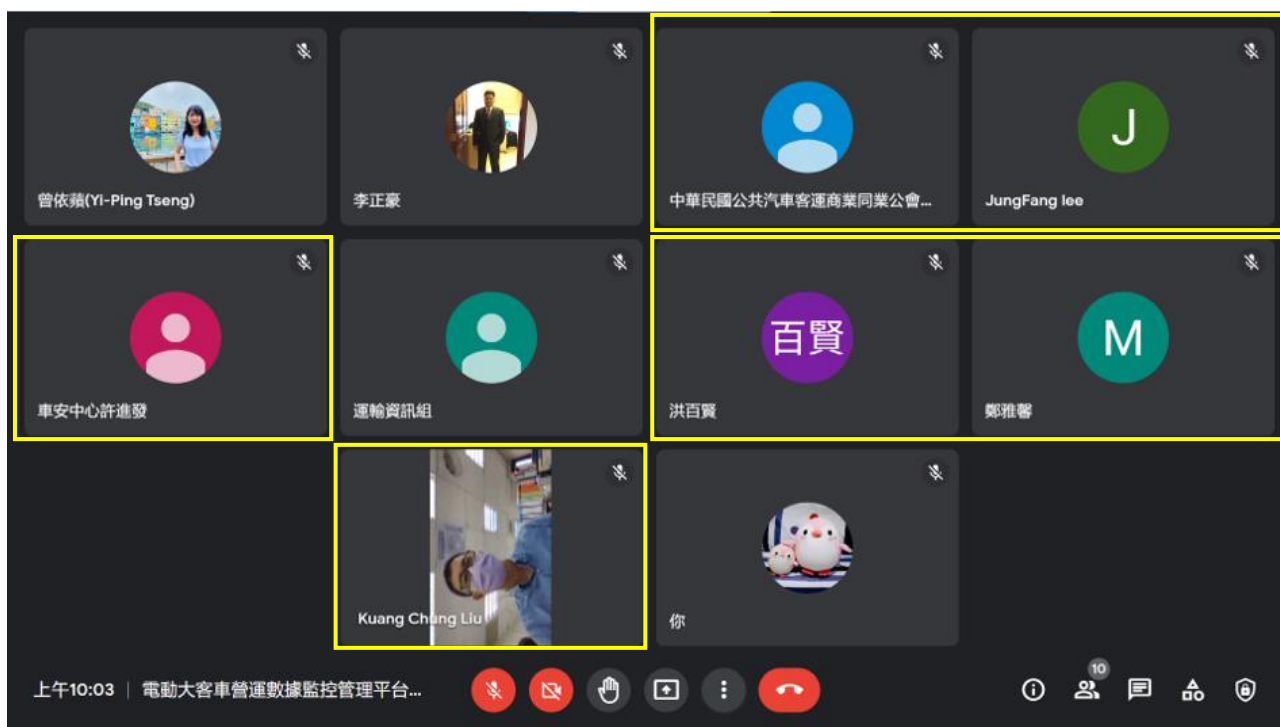 曾依蘋(Yi-Ping Tseng)
李正豪
中華民國公共汽車客運商業同業公會...
J
JungFang lee
車安中心許進發
運輸資訊組
百賢
洪百賢
M
鄭雅馨
Kuang Chung Liu
你
上午10:03 | 電動大客車營運數據監控管理平台...
10